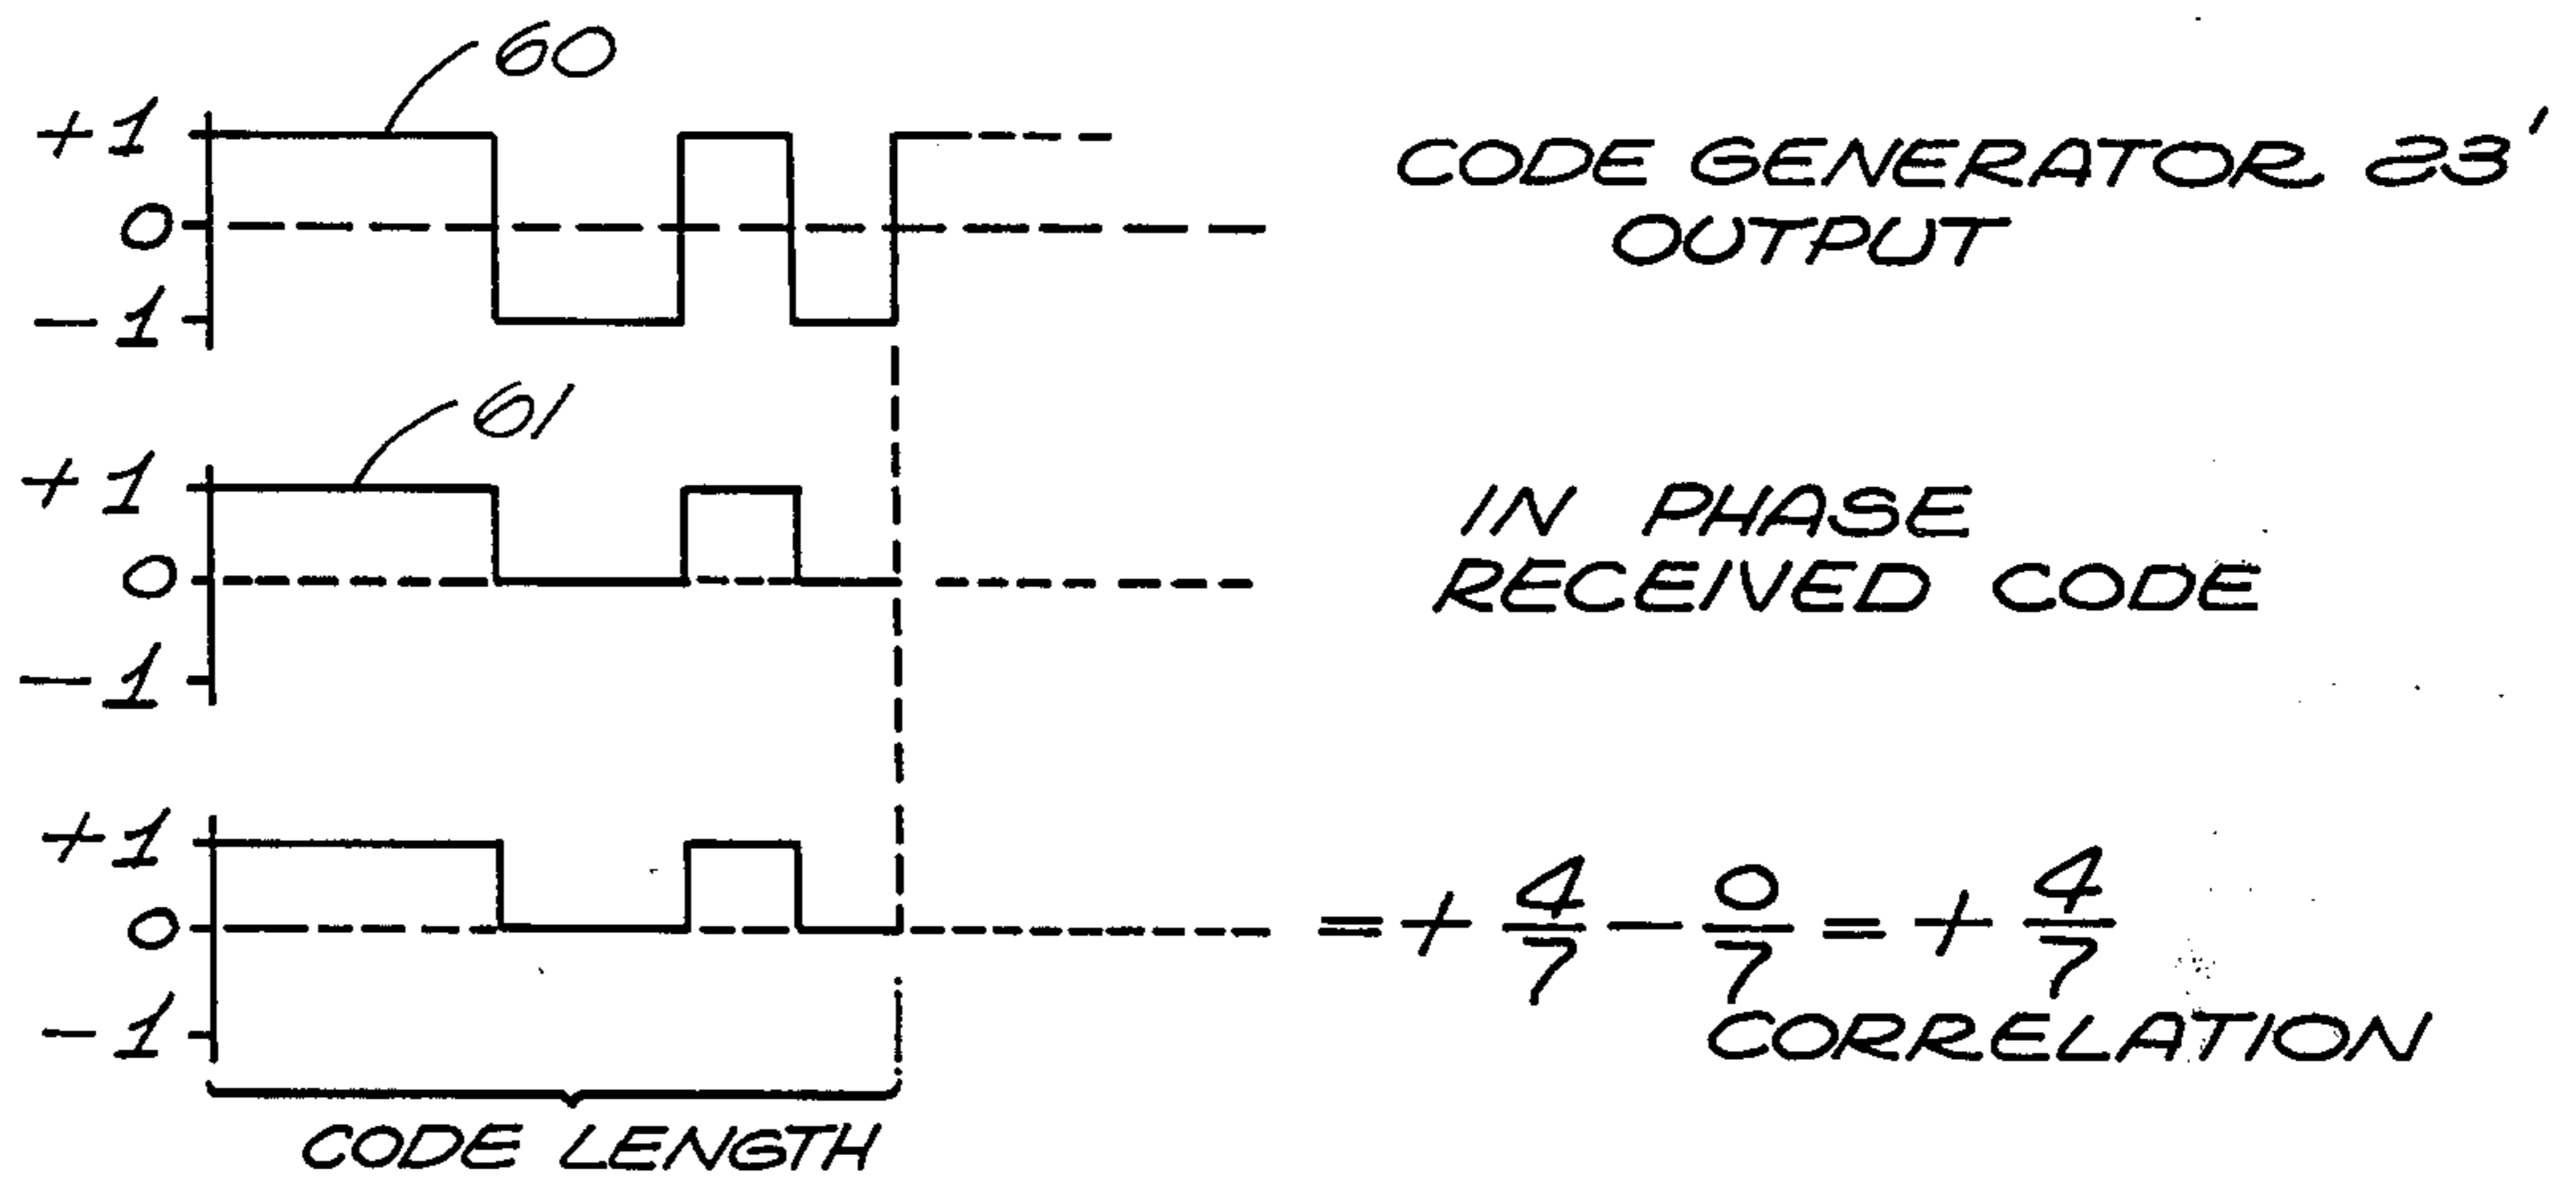 60
+1
0
-1
CODE GENERATOR 23'
OUTPUT
61
+1
0
-1
IN PHASE
RECEIVED CODE
+1
0
-1
= + 4/7 - 0/7 = + 4/7
CORRELATION
CODE LENGTH